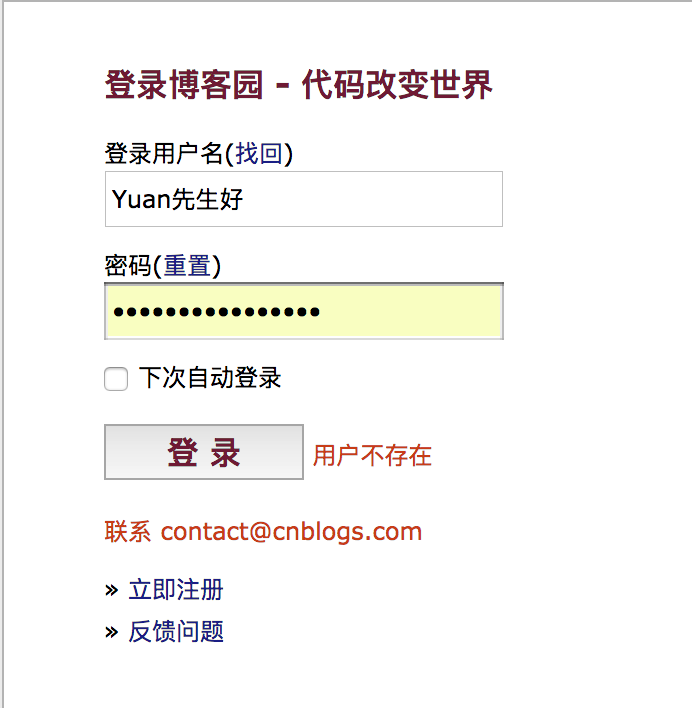 登录博客园 - 代码改变世界
登录用户名(找回)
Yuan先生好
密码(重置)
••••••••••••••••
下次自动登录
登 录 用户不存在
联系 contact@cnblogs.com
» 立即注册
» 反馈问题